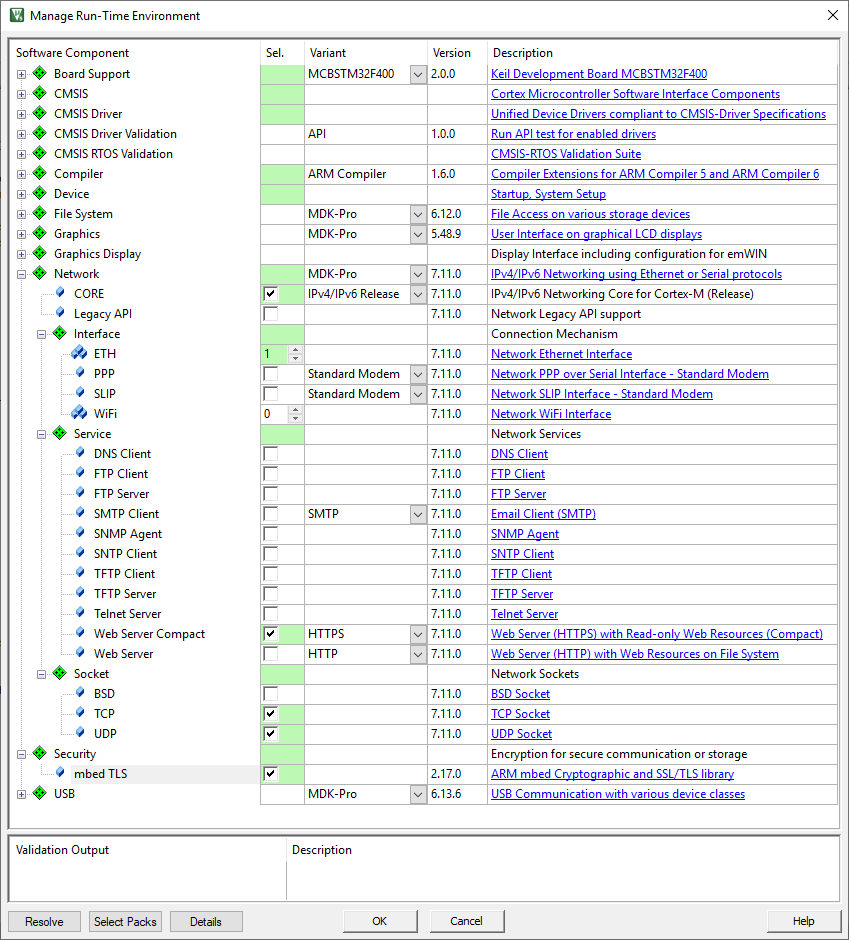 Manage Run-Time Environment
Software Component Sel. Variant Version Description
Board Support MCBSTM32F400 2.0.0 Keil Development Board MCBSTM32F400
CMSIS Cortex Microcontroller Software Interface Components
CMSIS Driver Unified Device Drivers compliant to CMSIS-Driver Specifications
CMSIS Driver Validation API 1.0.0 Run API test for enabled drivers
CMSIS RTOS Validation CMSIS-RTOS Validation Suite
Compiler ARM Compiler 1.6.0 Compiler Extensions for ARM Compiler 5 and ARM Compiler 6
Device Startup, System Setup
File System MDK-Pro 6.12.0 File Access on various storage devices
Graphics MDK-Pro 5.48.9 User Interface on graphical LCD displays
Graphics Display Display Interface including configuration for emWIN
Network MDK-Pro 7.11.0 IPv4/IPv6 Networking using Ethernet or Serial protocols
CORE IPv4/IPv6 Release 7.11.0 IPv4/IPv6 Networking Core for Cortex-M (Release)
Legacy API 7.11.0 Network Legacy API support
Interface Connection Mechanism
ETH 1 7.11.0 Network Ethernet Interface
PPP Standard Modem 7.11.0 Network PPP over Serial Interface - Standard Modem
SLIP Standard Modem 7.11.0 Network SLIP Interface - Standard Modem
WiFi 0 7.11.0 Network WiFi Interface
Service Network Services
DNS Client 7.11.0 DNS Client
FTP Client 7.11.0 FTP Client
FTP Server 7.11.0 FTP Server
SMTP Client SMTP 7.11.0 Email Client (SMTP)
SNMP Agent 7.11.0 SNMP Agent
SNTP Client 7.11.0 SNTP Client
TFTP Client 7.11.0 TFTP Client
TFTP Server 7.11.0 TFTP Server
Telnet Server 7.11.0 Telnet Server
Web Server Compact HTTPS 7.11.0 Web Server (HTTPS) with Read-only Web Resources (Compact)
Web Server HTTP 7.11.0 Web Server (HTTP) with Web Resources on File System
Socket Network Sockets
BSD 7.11.0 BSD Socket
TCP 7.11.0 TCP Socket
UDP 7.11.0 UDP Socket
Security Encryption for secure communication or storage
mbed TLS 2.17.0 ARM mbed Cryptographic and SSL/TLS library
USB MDK-Pro 6.13.6 USB Communication with various device classes
Validation Output Description
Resolve Select Packs Details OK Cancel Help